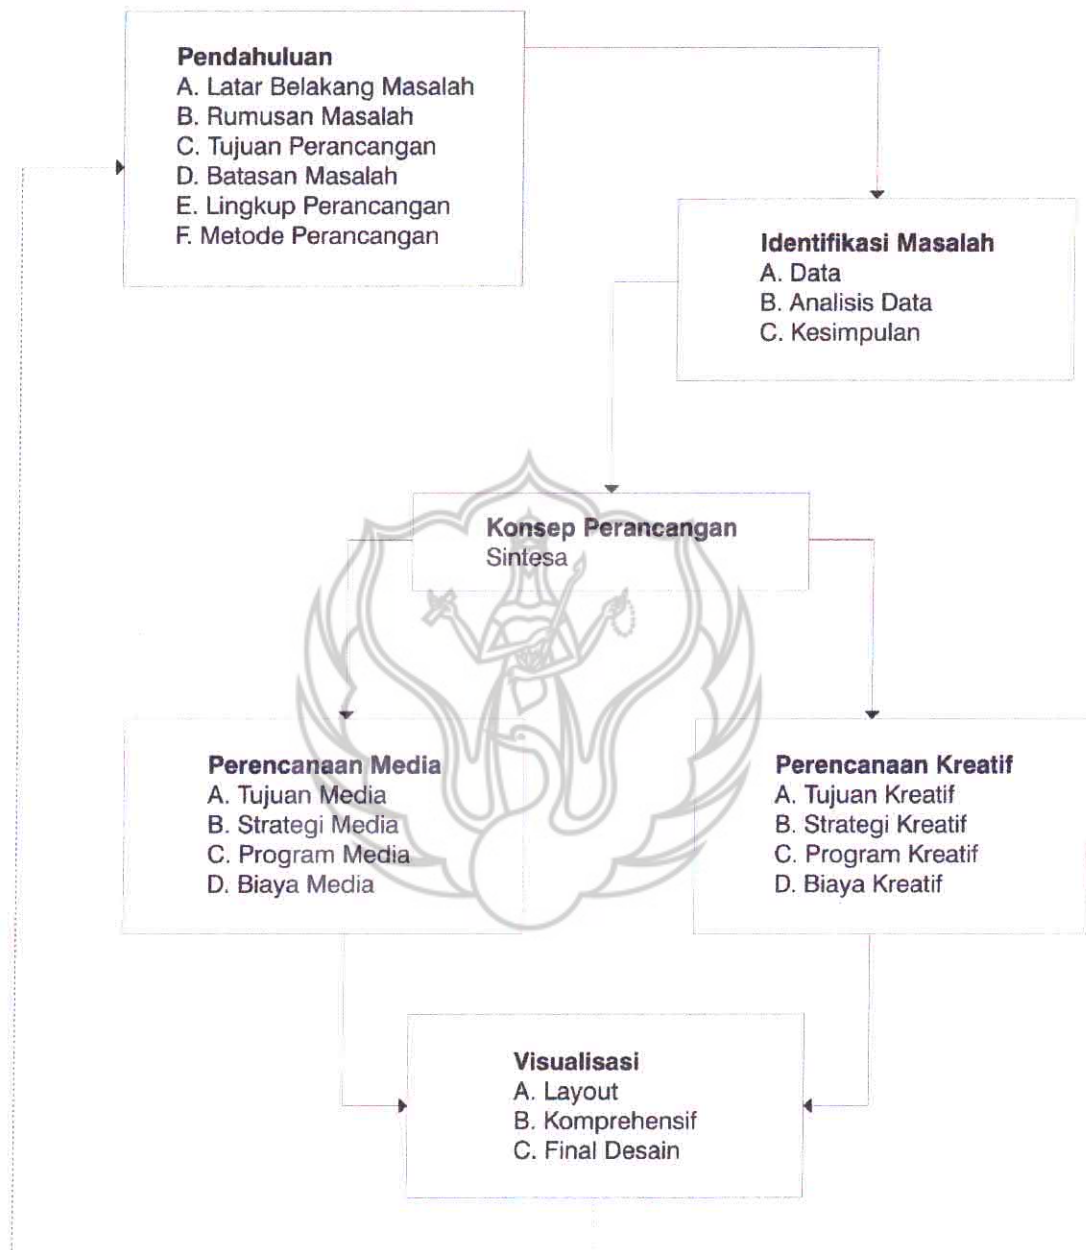 Pendahuluan
A. Latar Belakang Masalah
B. Rumusan Masalah
C. Tujuan Perancangan
D. Batasan Masalah
E. Lingkup Perancangan
F. Metode Perancangan
Identifikasi Masalah
A. Data
B. Analisis Data
C. Kesimpulan
Konsep Perancangan
Sintesa
Perencanaan Media
A. Tujuan Media
B. Strategi Media
C. Program Media
D. Biaya Media
Perencanaan Kreatif
A. Tujuan Kreatif
B. Strategi Kreatif
C. Program Kreatif
D. Biaya Kreatif
Visualisasi
A. Layout
B. Komprehensif
C. Final Desain